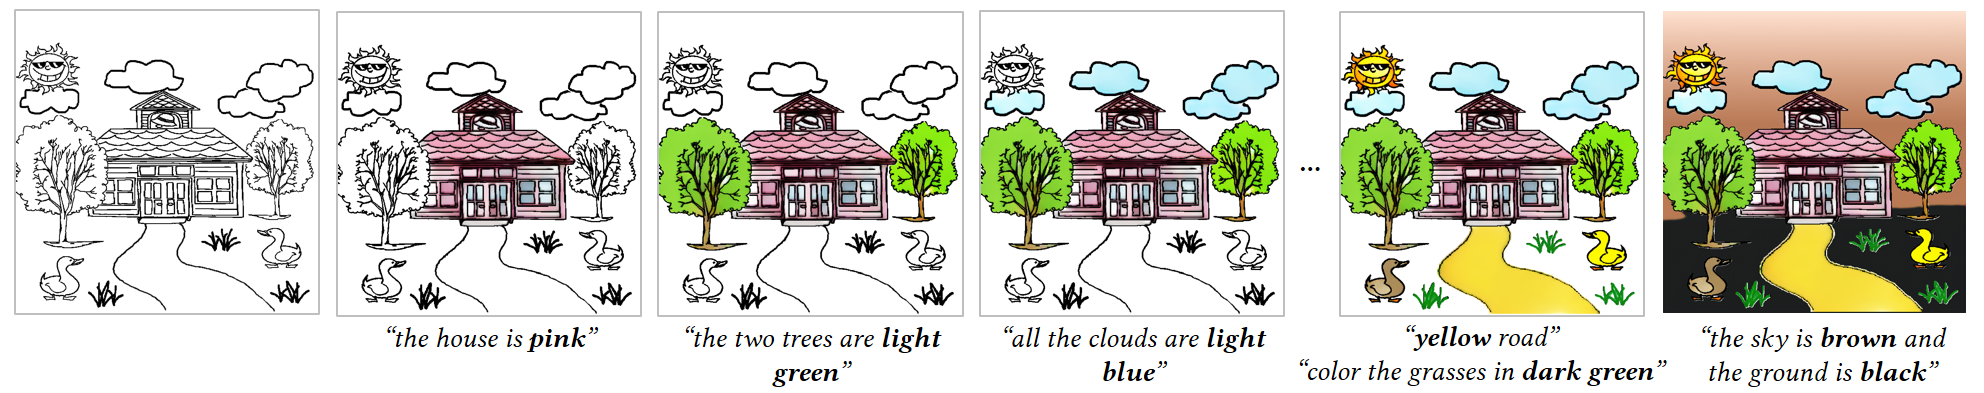 “the house is pink”
“the two trees are light
green”
“all the clouds are light
blue”
...
“yellow road”
“color the grasses in dark green”
“the sky is brown and
the ground is black”